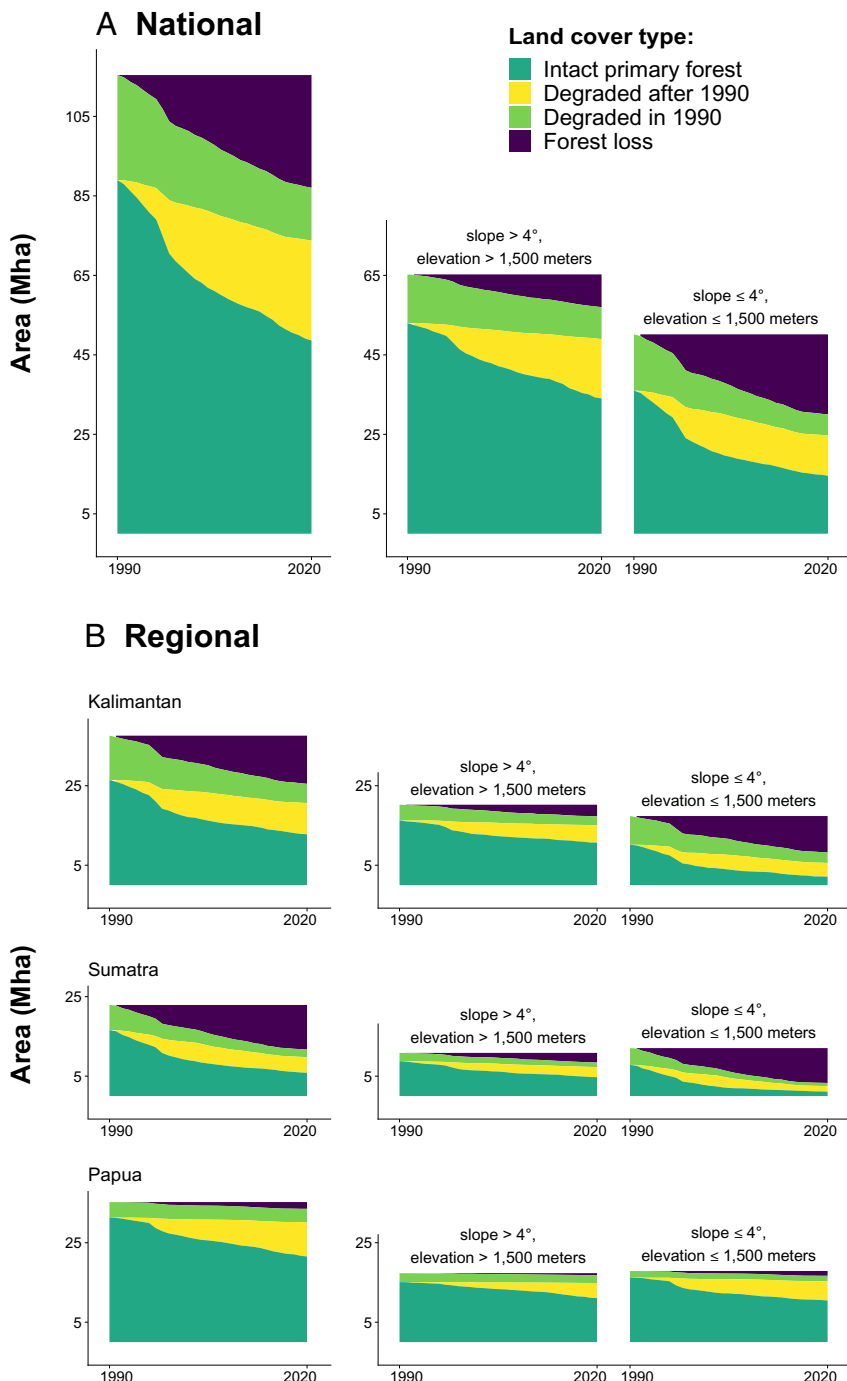 A National
Land cover type:
Intact primary forest
Degraded after 1990
Degraded in 1990
Forest loss
Area (Mha)
105
85
65
45
25
5
1990
2020
slope > 4°,
elevation > 1,500 meters
65
45
25
5
1990
2020
slope ≤ 4°,
elevation ≤ 1,500 meters
1990
2020
B Regional
Area (Mha)
Kalimantan
25
5
1990
2020
slope > 4°,
elevation > 1,500 meters
25
5
1990
2020
slope ≤ 4°,
elevation ≤ 1,500 meters
1990
2020
Sumatra
25
5
1990
2020
slope > 4°,
elevation > 1,500 meters
5
1990
2020
slope ≤ 4°,
elevation ≤ 1,500 meters
1990
2020
Papua
25
5
1990
2020
slope > 4°,
elevation > 1,500 meters
25
5
1990
2020
slope ≤ 4°,
elevation ≤ 1,500 meters
1990
2020